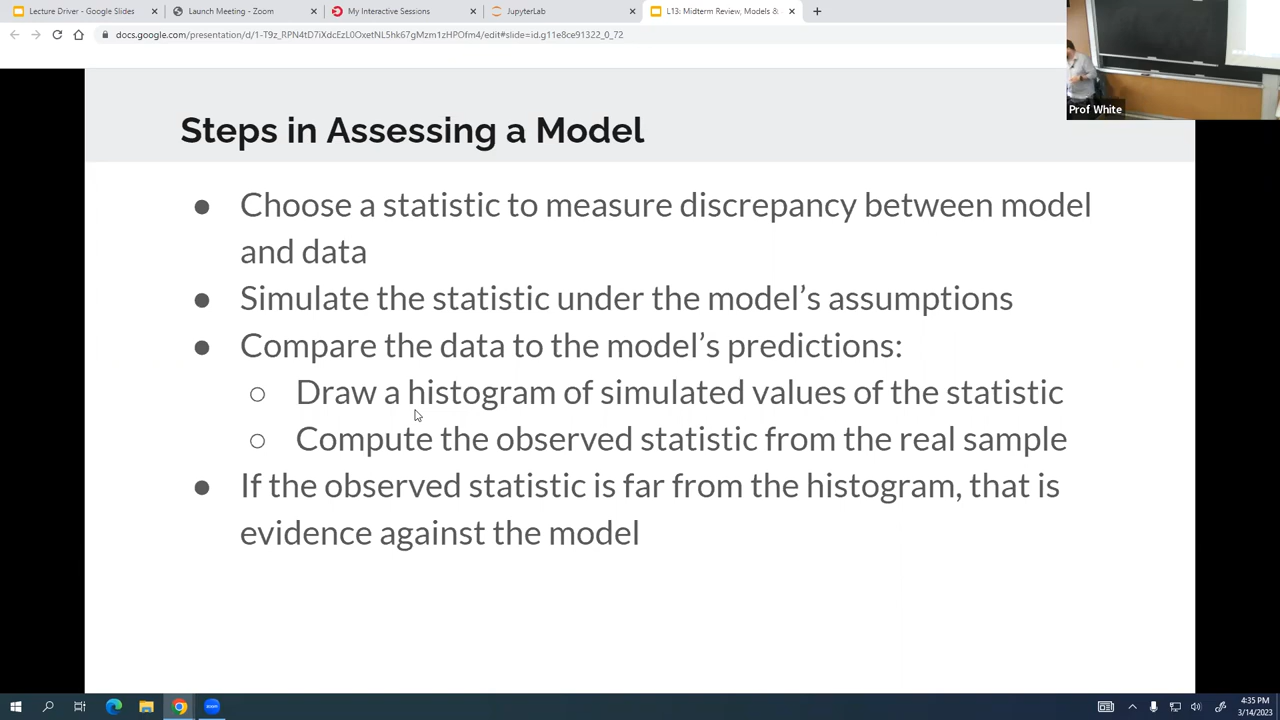 Lecture Driver - Google Slides
Launch Meeting - Zoom
My Interactive Sessions
JupyterLab
L13: Midterm Review, Models &
docs.google.com/presentation/d/1-T9z_RPN4tD7iXdcEzL0OxetNL5hk67gMzm1zHPOfm4/edit#slide=id.g11e8ce91322_0_72
Prof White
Steps in Assessing a Model
● Choose a statistic to measure discrepancy between model
and data
● Simulate the statistic under the model’s assumptions
● Compare the data to the model’s predictions:
○ Draw a histogram of simulated values of the statistic
○ Compute the observed statistic from the real sample
● If the observed statistic is far from the histogram, that is
evidence against the model
zoom
4:35 PM
3/14/2023